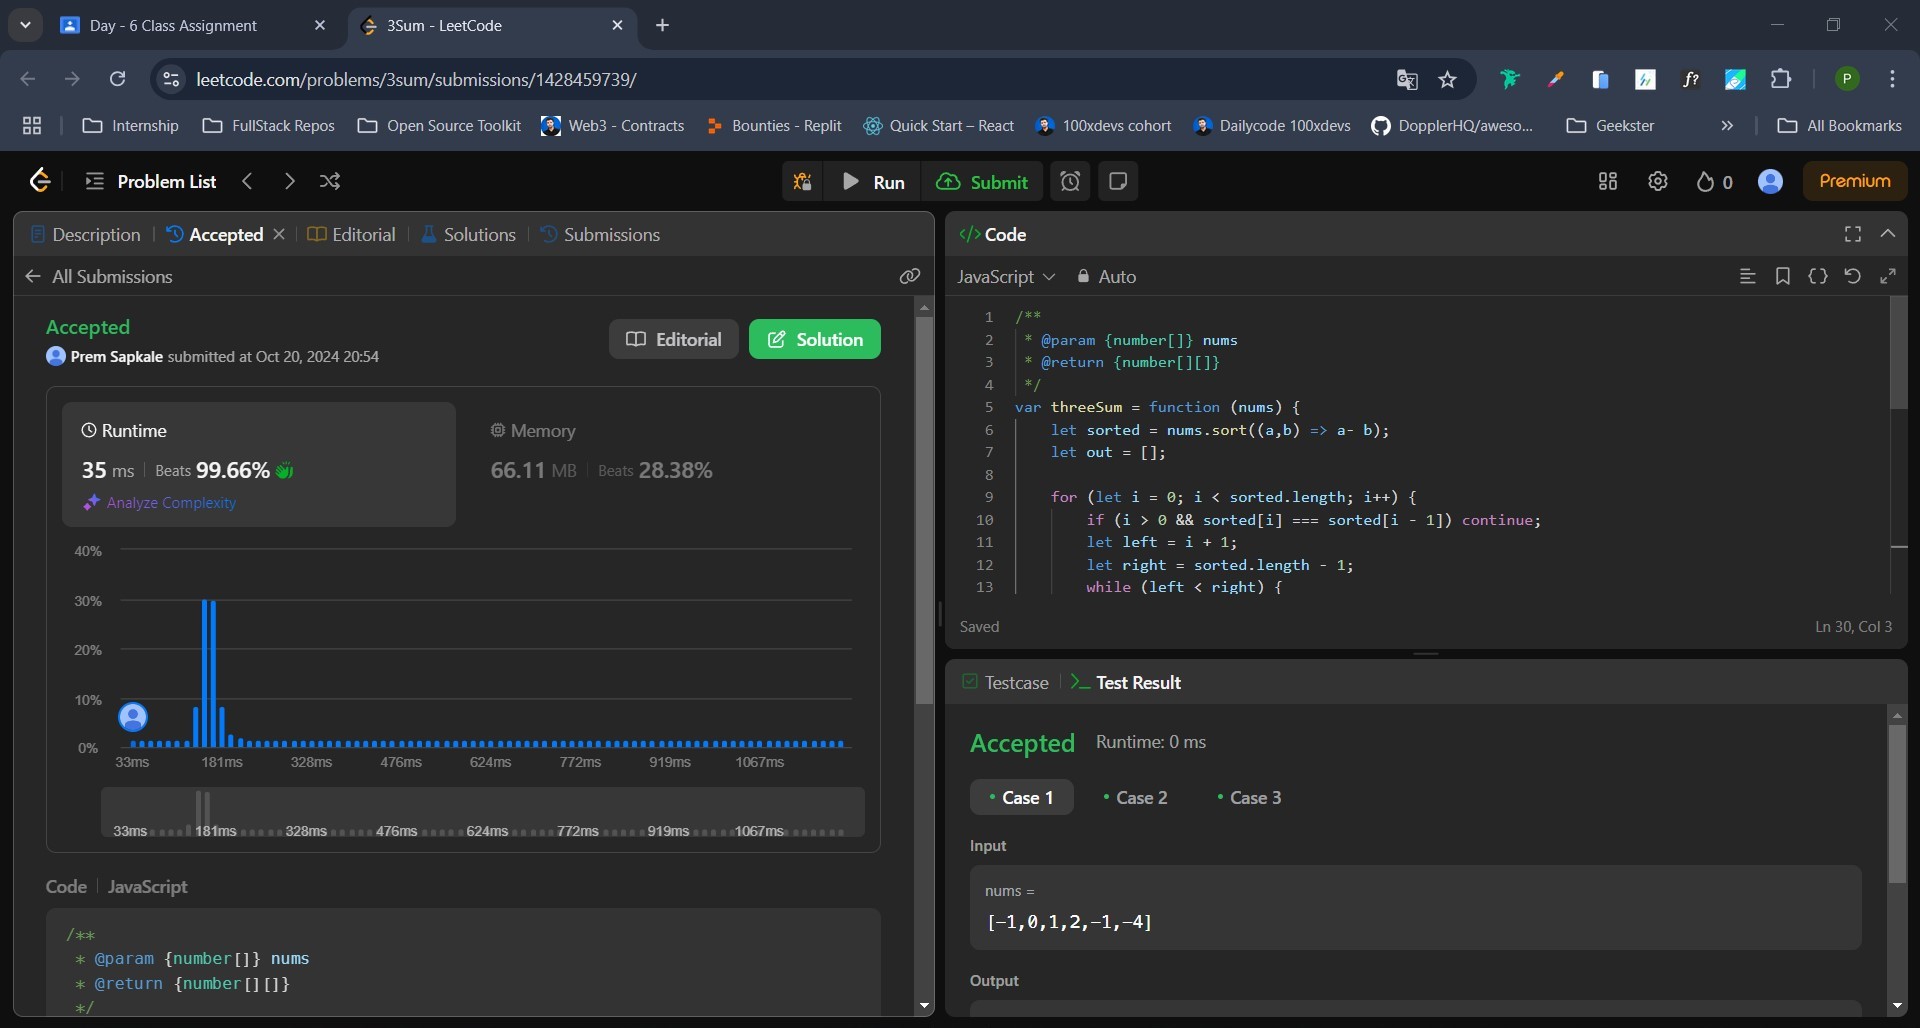 Day - 6 Class Assignment
3Sum - LeetCode
leetcode.com/problems/3sum/submissions/1428459739/
f?
P
Internship
FullStack Repos
Open Source Toolkit
Web3 - Contracts
Bounties - Replit
Quick Start – React
100xdevs cohort
Dailycode 100xdevs
DopplerHQ/aweso...
Geekster
»
All Bookmarks
Problem List
Run
Submit
0
Premium
Description
Accepted
Editorial
Solutions
Submissions
All Submissions
Accepted
Prem Sapkale submitted at Oct 20, 2024 20:54
Editorial
Solution
Runtime
35 ms | Beats 99.66%
Analyze Complexity
Memory
66.11 MB | Beats 28.38%
40%
30%
20%
10%
0%
33ms 181ms 328ms 476ms 624ms 772ms 919ms 1067ms
33ms 181ms 328ms 476ms 624ms 772ms 919ms 1067ms
Code | JavaScript
/**
* @param {number[]} nums
* @return {number[][]}
*/
</> Code
JavaScript
Auto
1 /**
2 * @param {number[]} nums
3 * @return {number[][]}
4 */
5 var threeSum = function (nums) {
6 let sorted = nums.sort((a,b) => a- b);
7 let out = [];
8
9 for (let i = 0; i < sorted.length; i++) {
10 if (i > 0 && sorted[i] === sorted[i - 1]) continue;
11 let left = i + 1;
12 let right = sorted.length - 1;
13 while (left < right) {
Saved
Ln 30, Col 3
Testcase
>_ Test Result
Accepted
Runtime: 0 ms
Case 1
Case 2
Case 3
Input
nums =
[-1,0,1,2,-1,-4]
Output